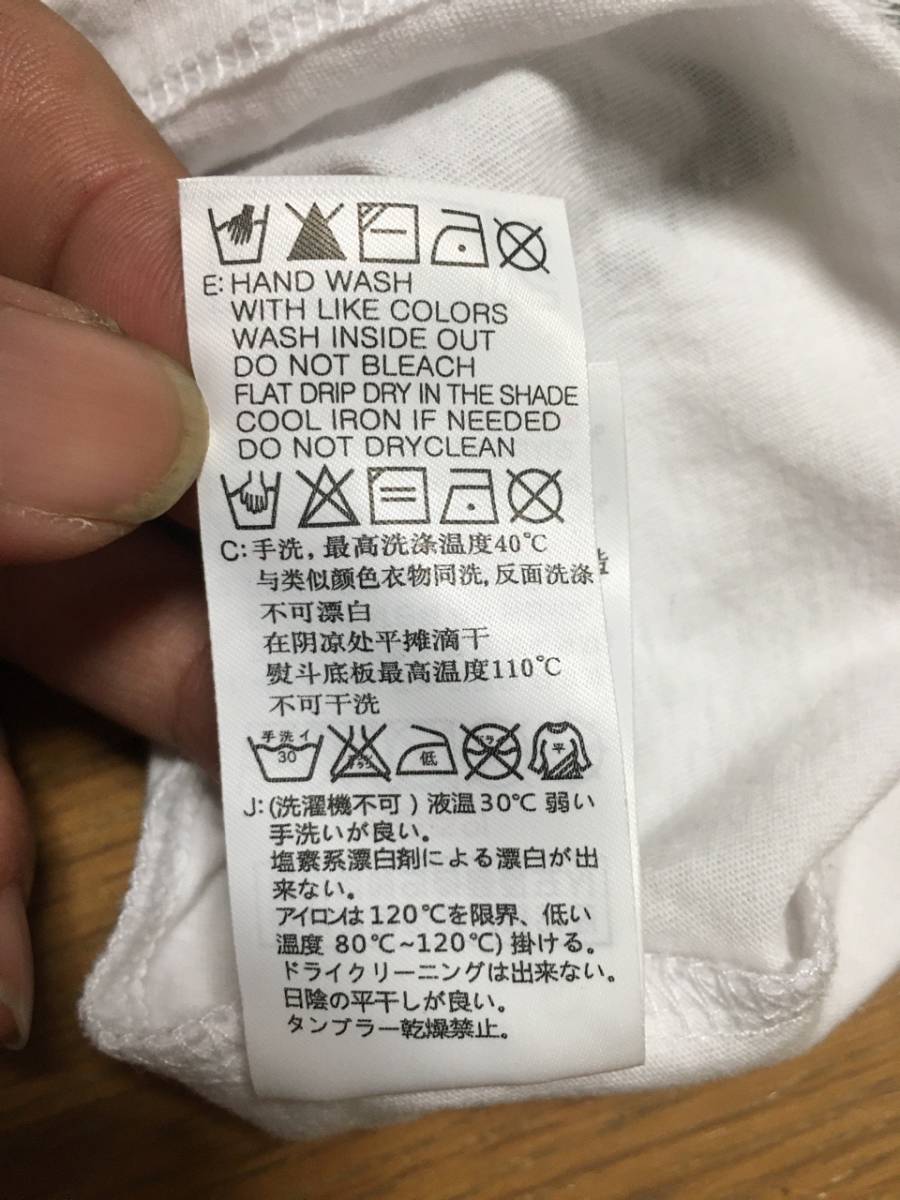 E: HAND WASH
WITH LIKE COLORS
WASH INSIDE OUT
DO NOT BLEACH
FLAT DRIP DRY IN THE SHADE
COOL IRON IF NEEDED
DO NOT DRYCLEAN
C:手洗,最高洗涤温度40℃
与类似颜色衣物同洗,反面洗涤
不可漂白
在阴凉处平摊滴干
熨斗底板最高温度110℃
不可干洗
手洗イ 30 低 ドライ 平
J:(洗濯機不可)液温30℃ 弱い
手洗いが良い。
塩素系漂白剤による漂白が出
来ない。
アイロンは120℃を限界、低い
温度 80℃~120℃)掛ける。
ドライクリーニングは出来ない。
日陰の平干しが良い。
タンブラー乾燥禁止。